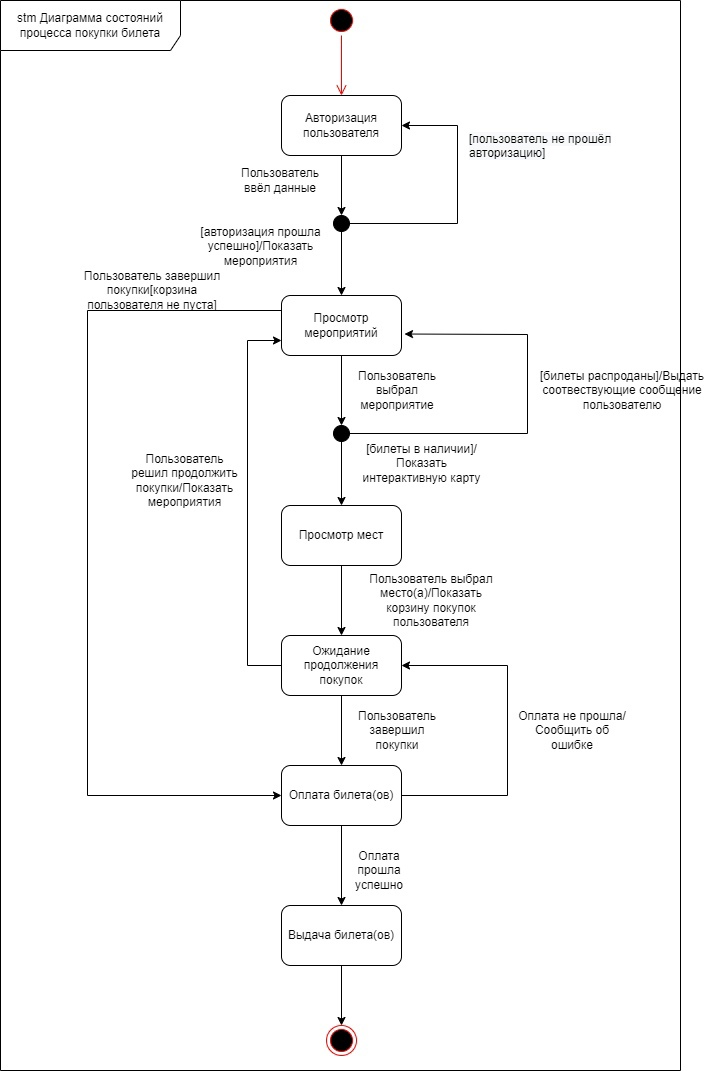 stm Диаграмма состояний
процесса покупки билета
Авторизация
пользователя
[пользователь не прошёл
авторизацию]
Пользователь
ввёл данные
[авторизация прошла
успешно]/Показать
мероприятия
Пользователь завершил
покупки[корзина
пользователя не пуста]
Просмотр
мероприятий
Пользователь
выбрал
мероприятие
[билеты распроданы]/Выдать
соотвествующие сообщение
пользователю
[билеты в наличии]/
Показать
интерактивную карту
Пользователь
решил продолжить
покупки/Показать
мероприятия
Просмотр мест
Пользователь выбрал
место(а)/Показать
корзину покупок
пользователя
Ожидание
продолжения
покупок
Пользователь
завершил
покупки
Оплата не прошла/
Сообщить об
ошибке
Оплата билета(ов)
Оплата
прошла
успешно
Выдача билета(ов)